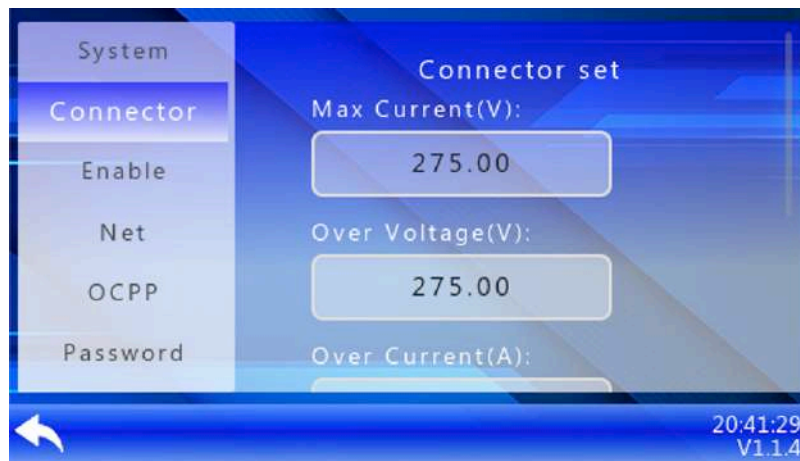 System
Connector
Enable
Net
OCPP
Password
Connector set
Max Current(V):
275.00
Over Voltage(V):
275.00
Over Current(A):
20:41:29
V1.1.4